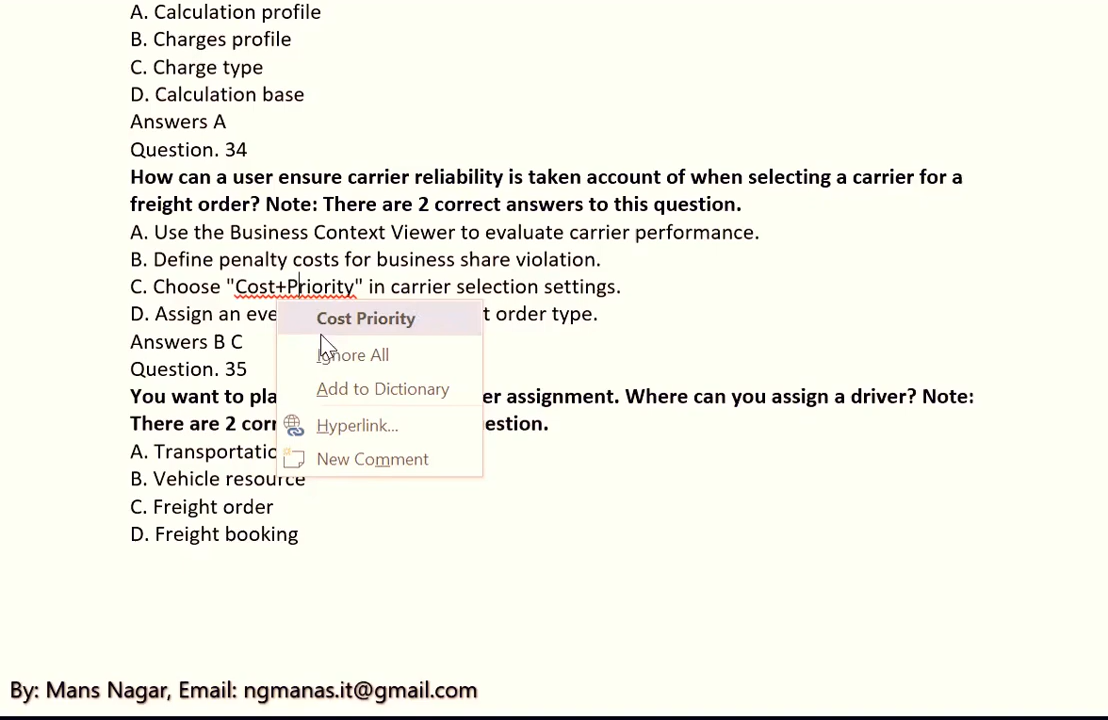 A. Calculation profile
B. Charges profile
C. Charge type
D. Calculation base
Answers A
Question. 34
How can a user ensure carrier reliability is taken account of when selecting a carrier for a
freight order? Note: There are 2 correct answers to this question.
A. Use the Business Context Viewer to evaluate carrier performance.
B. Define penalty costs for business share violation.
C. Choose "Cost+Priority" in carrier selection settings.
D. Assign an eve t order type.
Cost Priority
Ignore All
Add to Dictionary
Hyperlink...
New Comment
Answers B C
Question. 35
You want to pla er assignment. Where can you assign a driver? Note:
There are 2 corr estion.
A. Transportatic
B. Vehicle resource
C. Freight order
D. Freight booking
By: Mans Nagar, Email: ngmanas.it@gmail.com